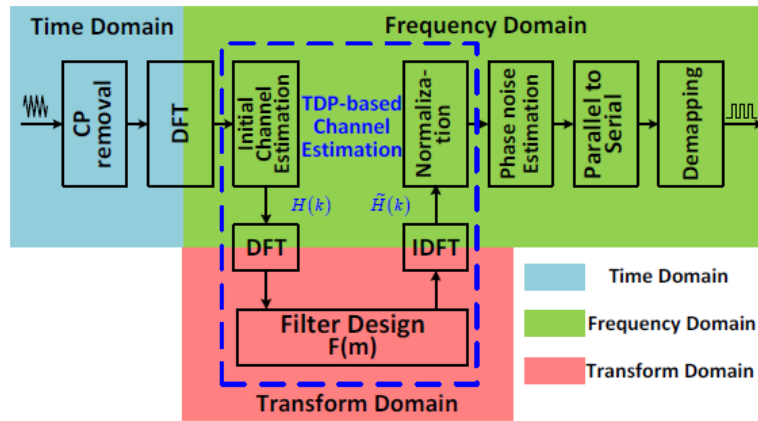 Time Domain
Frequency Domain
CP
removal
DFT
Initial
Channel
Estimation
TDP-based
Channel
Estimation
Normaliza-
tion
Phase noise
Estimation
Parallel to
Serial
Demapping
H(k)
H̃(k)
DFT
IDFT
Filter Design
F(m)
Transform Domain
Time Domain
Frequency Domain
Transform Domain